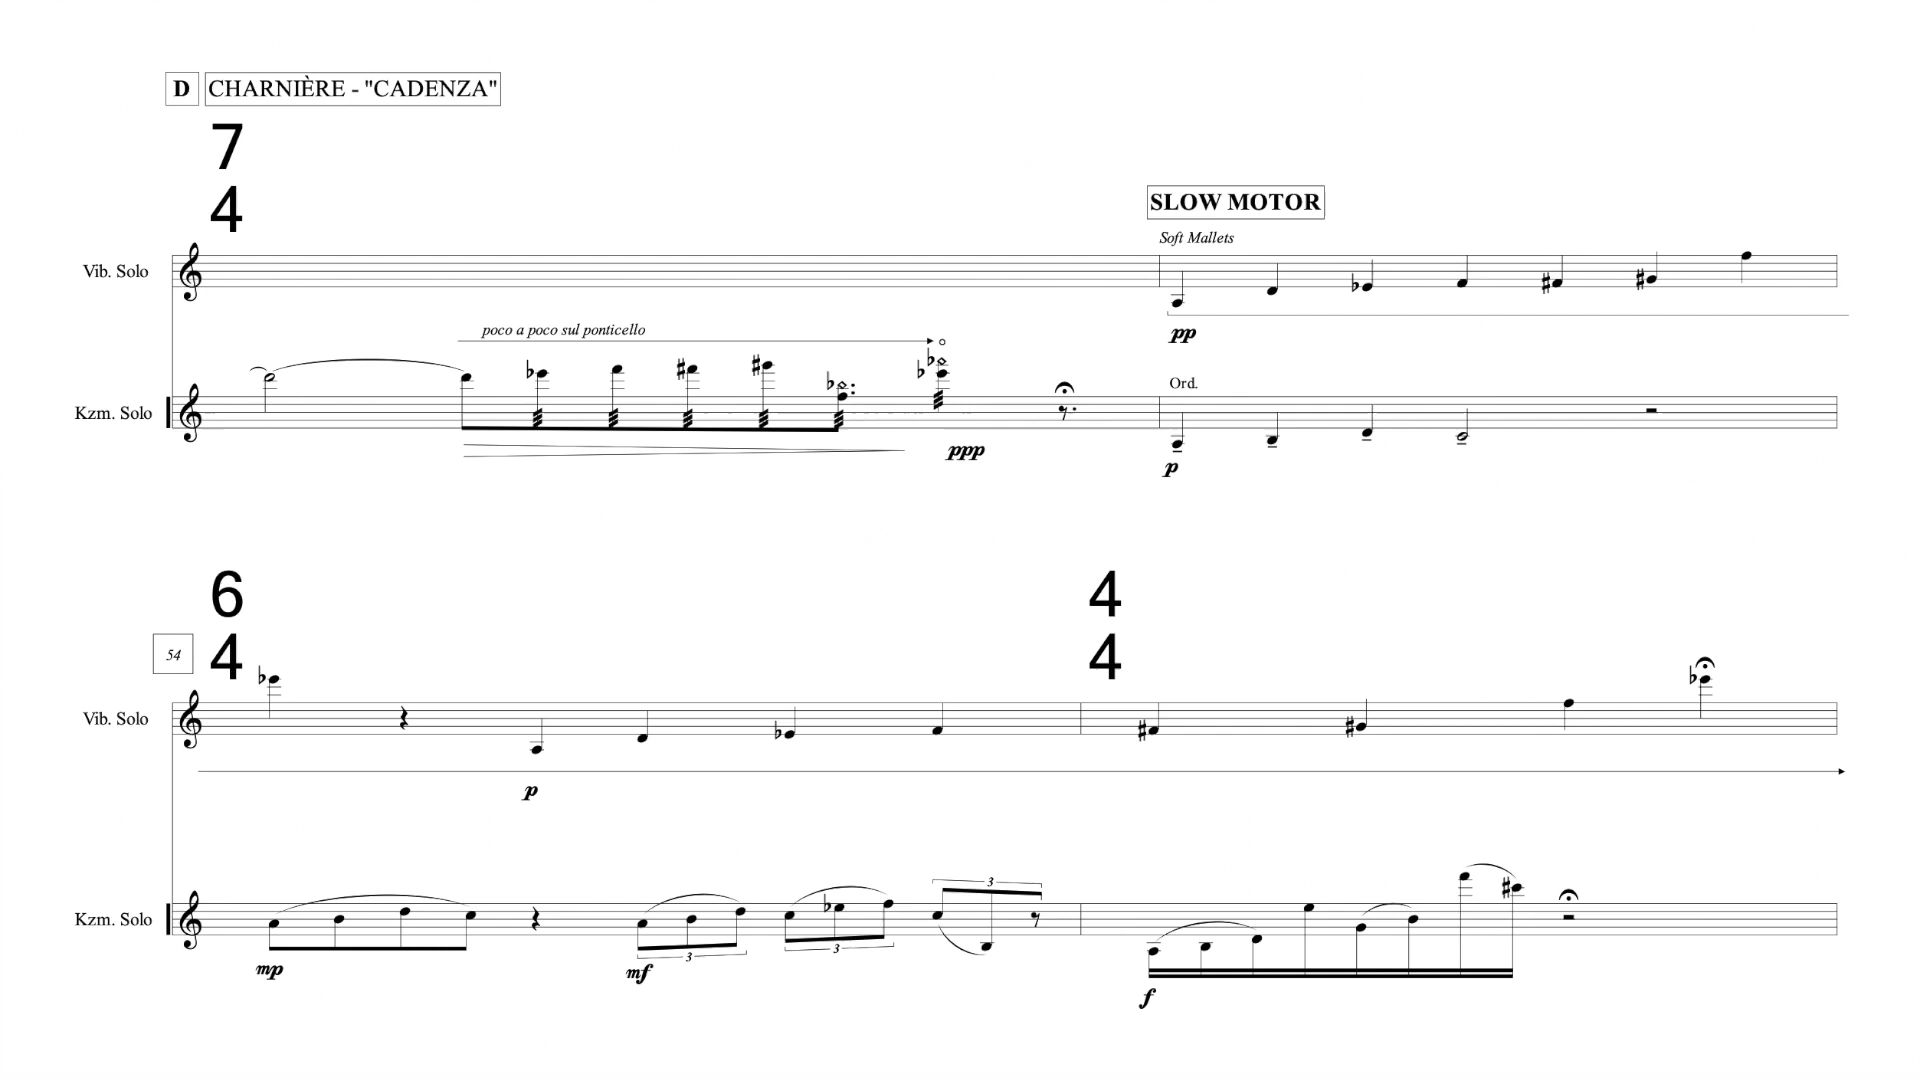 D CHARNIÈRE - "CADENZA"
7
4
SLOW MOTOR
Soft Mallets
Vib. Solo
pp
poco a poco sul ponticello
Ord.
Kzm. Solo
ppp
p
6
4
4
4
54
Vib. Solo
p
3
Kzm. Solo
3
3
mp
mf
f